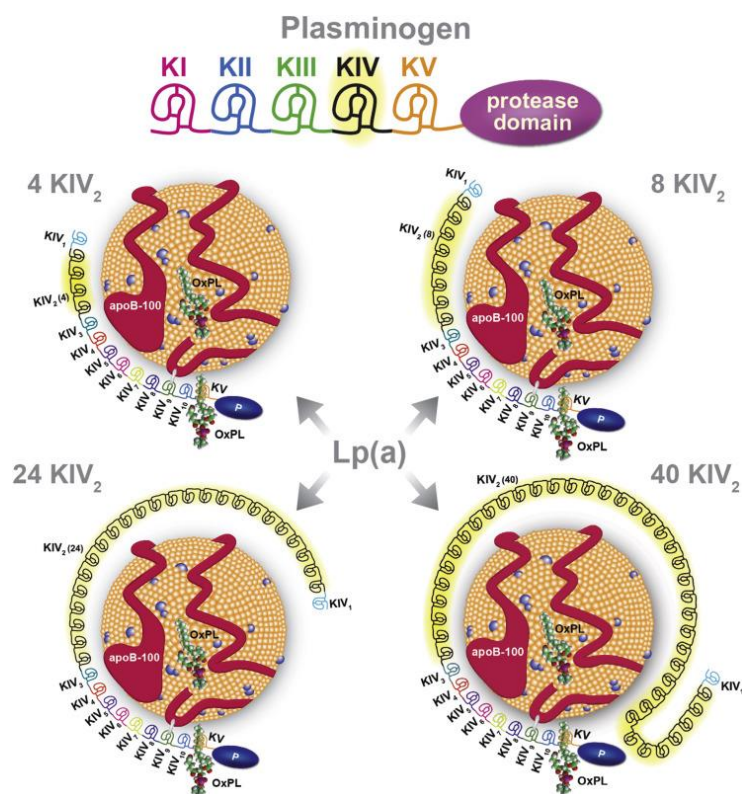 Plasminogen
KI KII KIII KIV KV
protease domain
4 KIV₂
KIV₁
KIV₂ (4)
KIV₃
KIV₄
KIV₅
KIV₆
KIV₇
KIV₈
KIV₉
KIV₁₀
KV
P
apoB-100
OxPL
OxPL
8 KIV₂
KIV₁
KIV₂ (8)
KIV₃
KIV₄
KIV₅
KIV₆
KIV₇
KIV₈
KIV₉
KIV₁₀
KV
P
apoB-100
OxPL
OxPL
Lp(a)
24 KIV₂
KIV₂ (24)
KIV₁
KIV₃
KIV₄
KIV₅
KIV₆
KIV₇
KIV₈
KIV₉
KIV₁₀
KV
P
apoB-100
OxPL
OxPL
40 KIV₂
KIV₂ (40)
KIV₁
KIV₃
KIV₄
KIV₅
KIV₆
KIV₇
KIV₈
KIV₉
KIV₁₀
KV
P
apoB-100
OxPL
OxPL